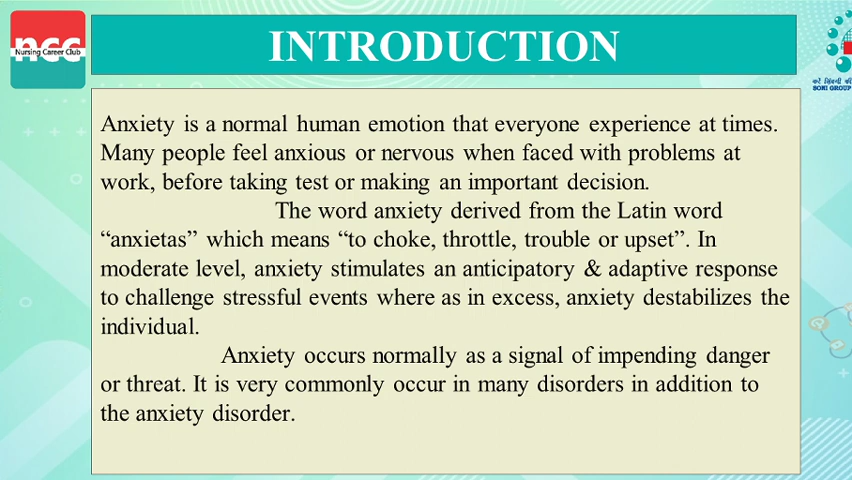 INTRODUCTION
ncc
Nursing Career Club
SONI GROUP
Anxiety is a normal human emotion that everyone experience at times.
Many people feel anxious or nervous when faced with problems at
work, before taking test or making an important decision.
The word anxiety derived from the Latin word
“anxietas” which means “to choke, throttle, trouble or upset”. In
moderate level, anxiety stimulates an anticipatory & adaptive response
to challenge stressful events where as in excess, anxiety destabilizes the
individual.
Anxiety occurs normally as a signal of impending danger
or threat. It is very commonly occur in many disorders in addition to
the anxiety disorder.